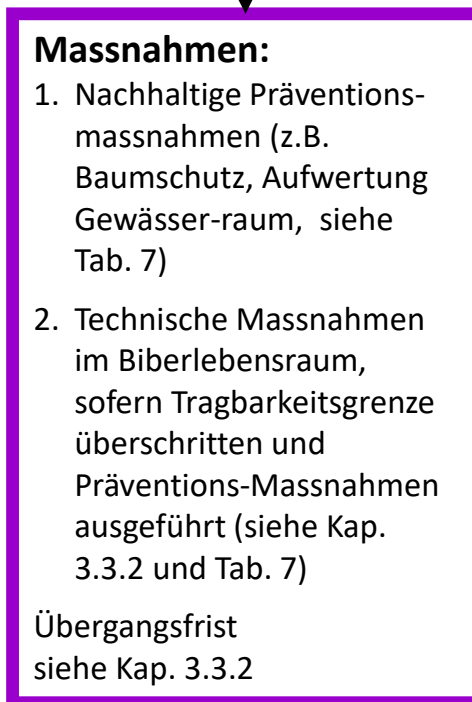 Massnahmen:
1. Nachhaltige Präventions-
massnahmen (z.B.
Baumschutz, Aufwertung
Gewässer-raum, siehe
Tab. 7)
2. Technische Massnahmen
im Biberlebensraum,
sofern Tragbarkeitsgrenze
überschritten und
Präventions-Massnahmen
ausgeführt (siehe Kap.
3.3.2 und Tab. 7)
Übergangsfrist
siehe Kap. 3.3.2